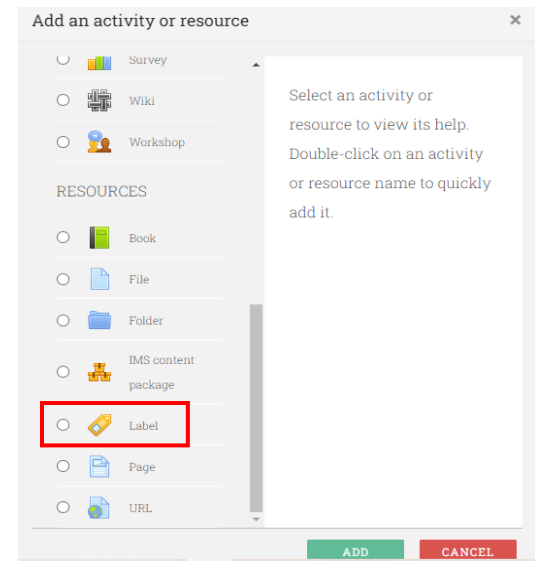 Add an activity or resource ×
Survey
Wiki
Workshop
RESOURCES
Book
File
Folder
IMS content
package
Label
Page
URL
Select an activity or
resource to view its help.
Double-click on an activity
or resource name to quickly
add it.
ADD
CANCEL